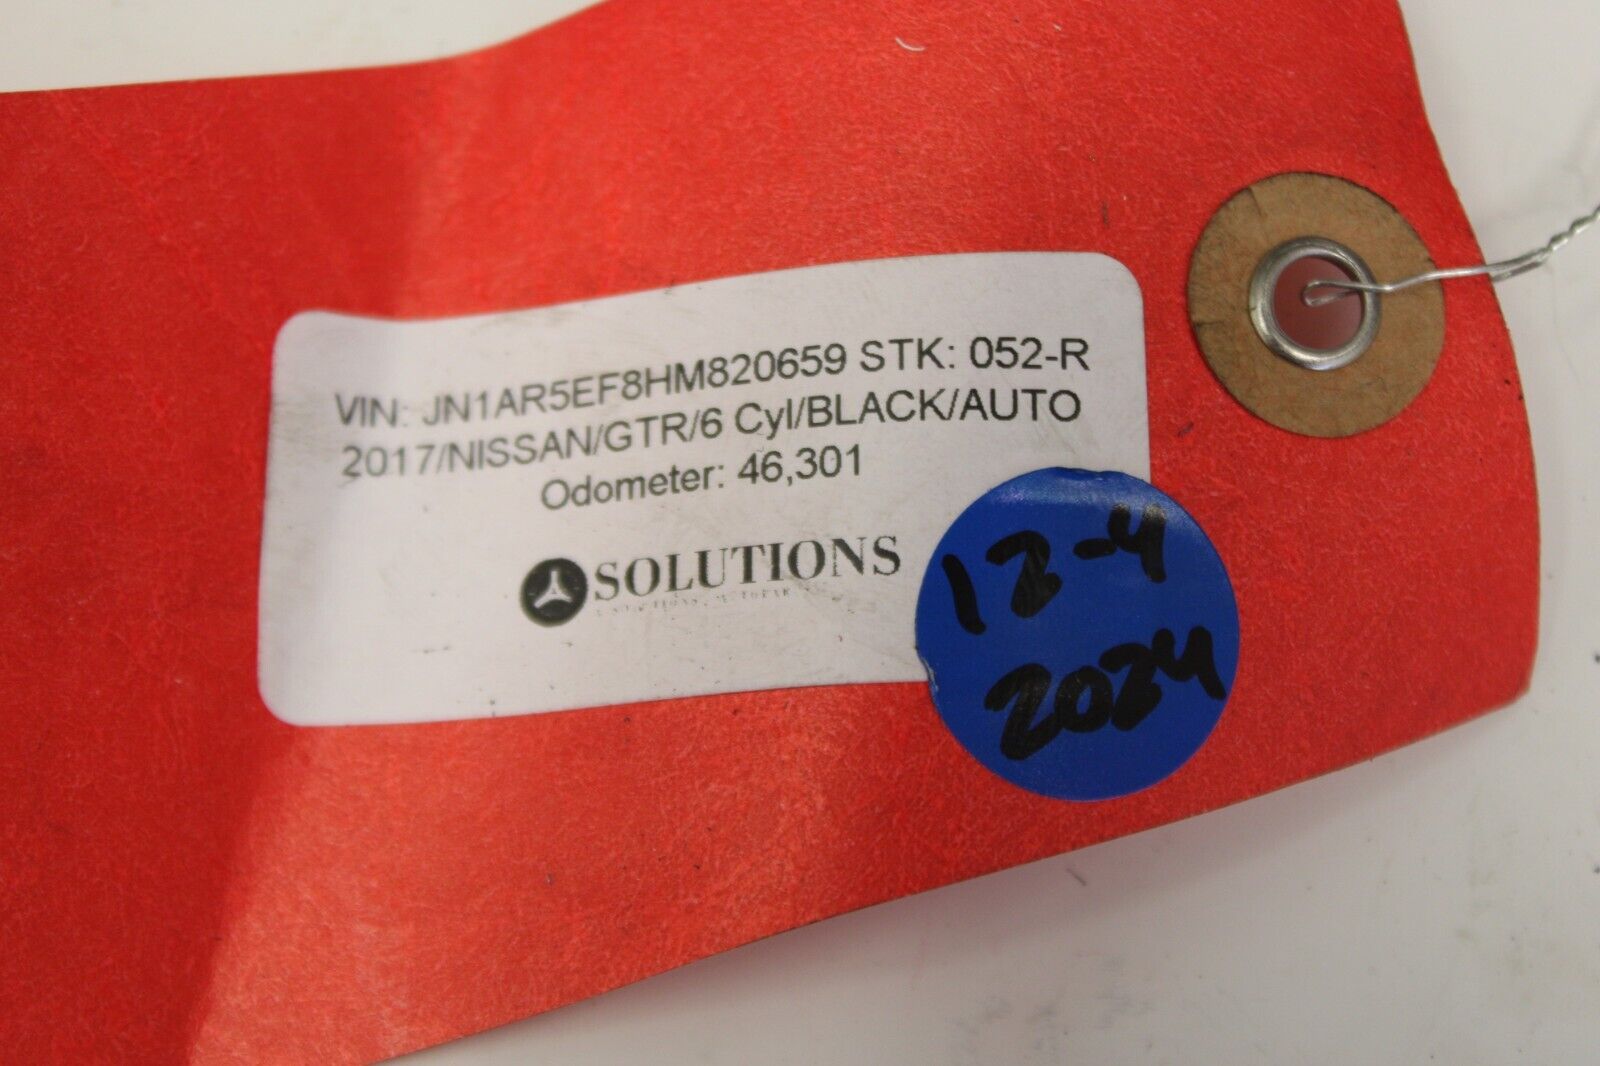 VIN: JN1AR5EF8HM820659 STK: 052-R
2017/NISSAN/GTR/6 Cyl/BLACK/AUTO
Odometer: 46,301
SOLUTIONS
12-4
2024